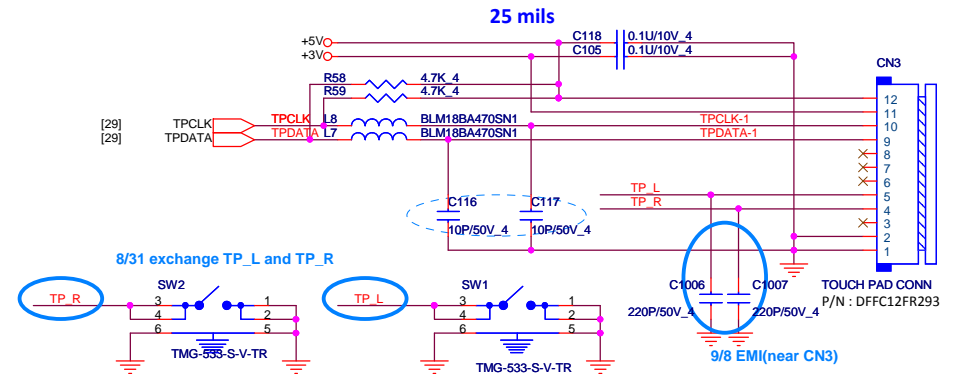 25 mils
+5V
+3V
C118 0.1U/10V_4
C105 0.1U/10V_4
CN3
R58 4.7K_4
R59 4.7K_4
12
11
10
9
8
7
6
5
4
3
2
1
[29] TPCLK TPCLK L8 BLM18BA470SN1 TPCLK-1
[29] TPDATA TPDATA L7 BLM18BA470SN1 TPDATA-1
TP_L
TP_R
C116 C117
10P/50V_4 10P/50V_4
8/31 exchange TP_L and TP_R
C1006 C1007
220P/50V_4 220P/50V_4
TOUCH PAD CONN
P/N : DFFC12FR293
TP_R SW2
3 1
4 2
6 5
TMG-533-S-V-TR
TP_L SW1
3 1
4 2
6 5
TMG-533-S-V-TR
9/8 EMI(near CN3)